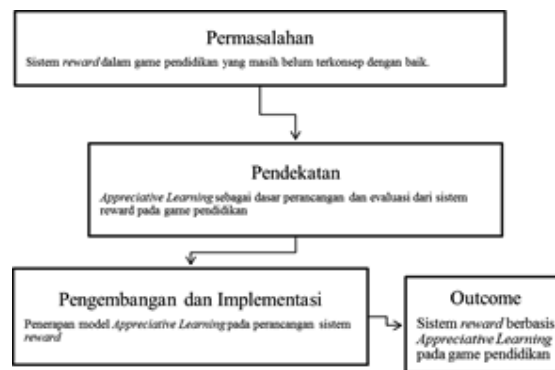 Permasalahan
Sistem reward dalam game pendidikan yang masih belum terkonsep dengan baik.
Pendekatan
Appreciative Learning sebagai dasar perancangan dan evaluasi dari sistem
reward pada game pendidikan
Pengembangan dan Implementasi
Penerapan model Appreciative Learning pada perancangan sistem
reward
Outcome
Sistem reward berbasis
Appreciative Learning
pada game pendidikan